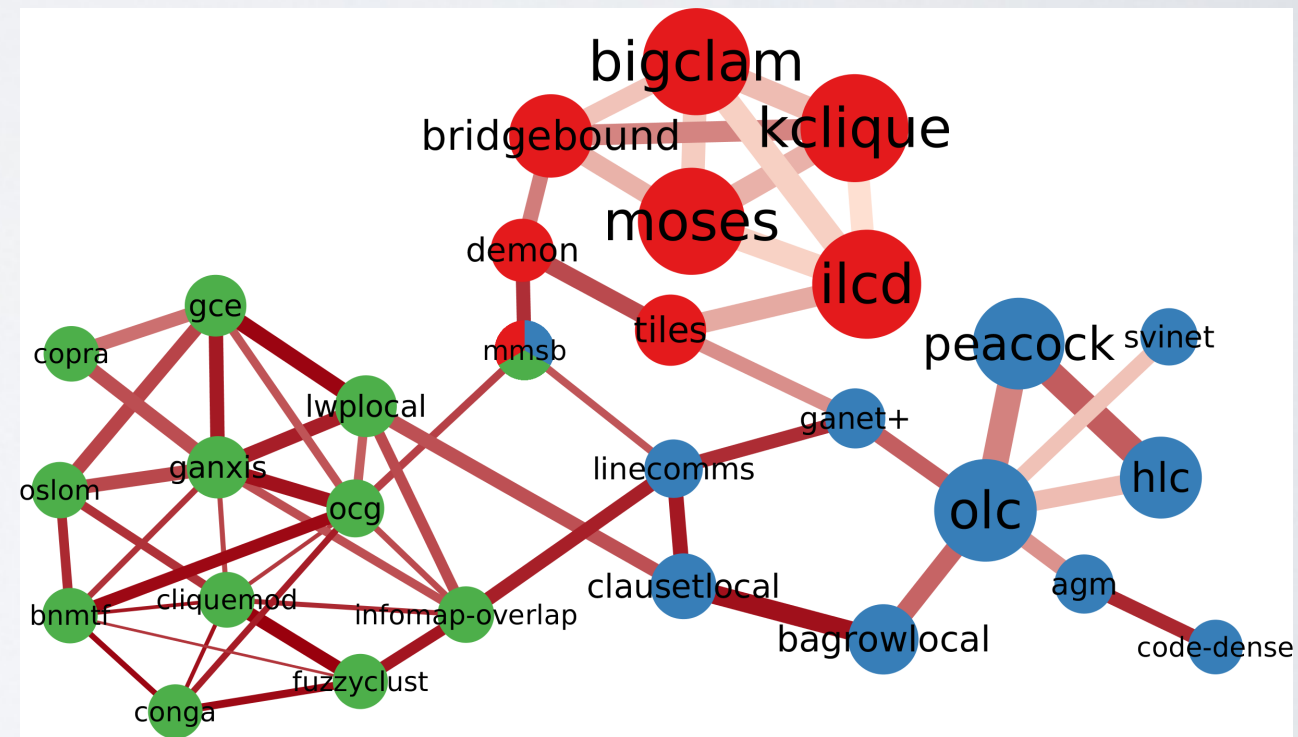 bigclam
kclique
bridgebound
moses
demon
ilcd
gce
tiles
peacock
svinet
copra
mmsb
lwplocal
ganet+
ganxis
linecomms
hlc
oslom
ocg
olc
clausetlocal
agm
cliquemod
bnmtf
infomap-overlap
bagrowlocal
code-dense
fuzzyclust
conga